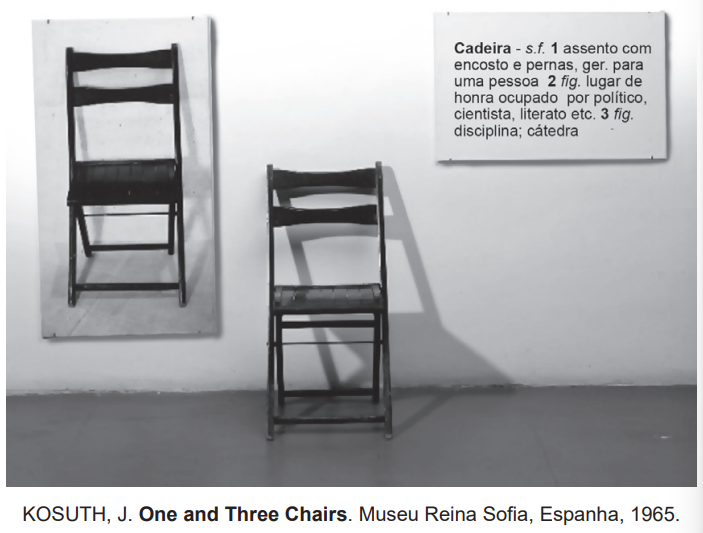 Cadeira - s.f. 1 assento com
encosto e pernas, ger. para
uma pessoa 2 fig. lugar de
honra ocupado por político,
cientista, literato etc. 3 fig.
disciplina; cátedra
KOSUTH, J. One and Three Chairs. Museu Reina Sofia, Espanha, 1965.